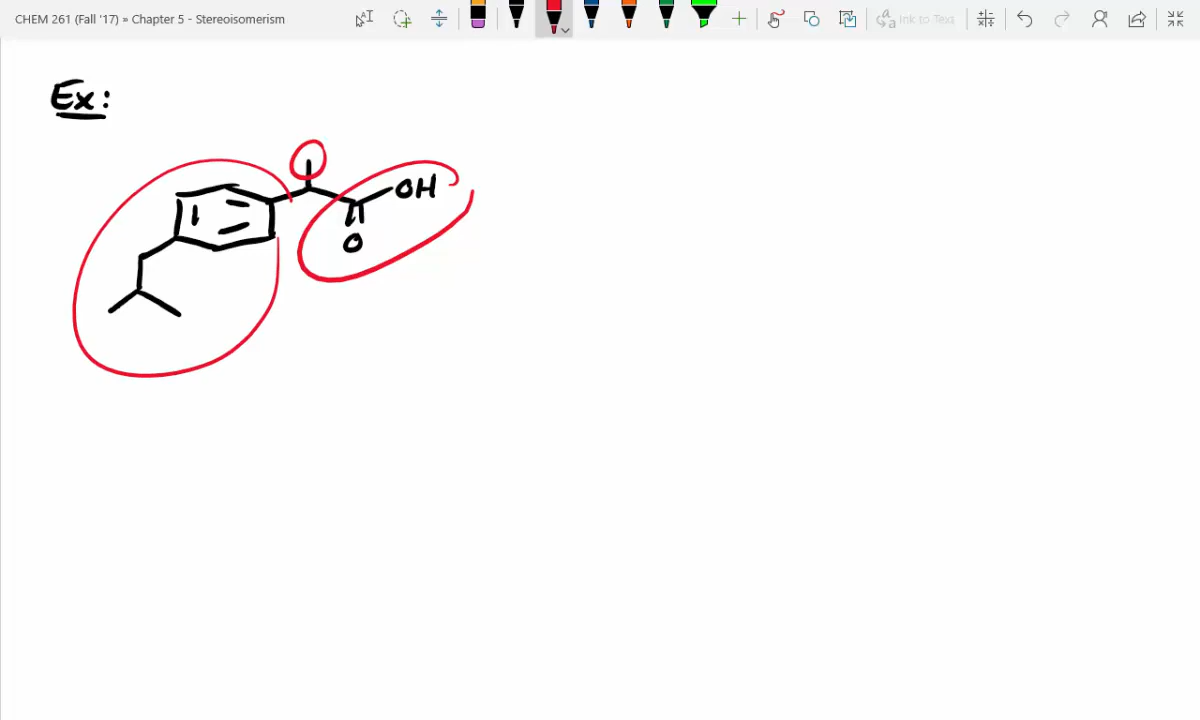 CHEM 261 (Fall '17) » Chapter 5 - Stereoisomerism
Ink to Text
Ex:
OH
O